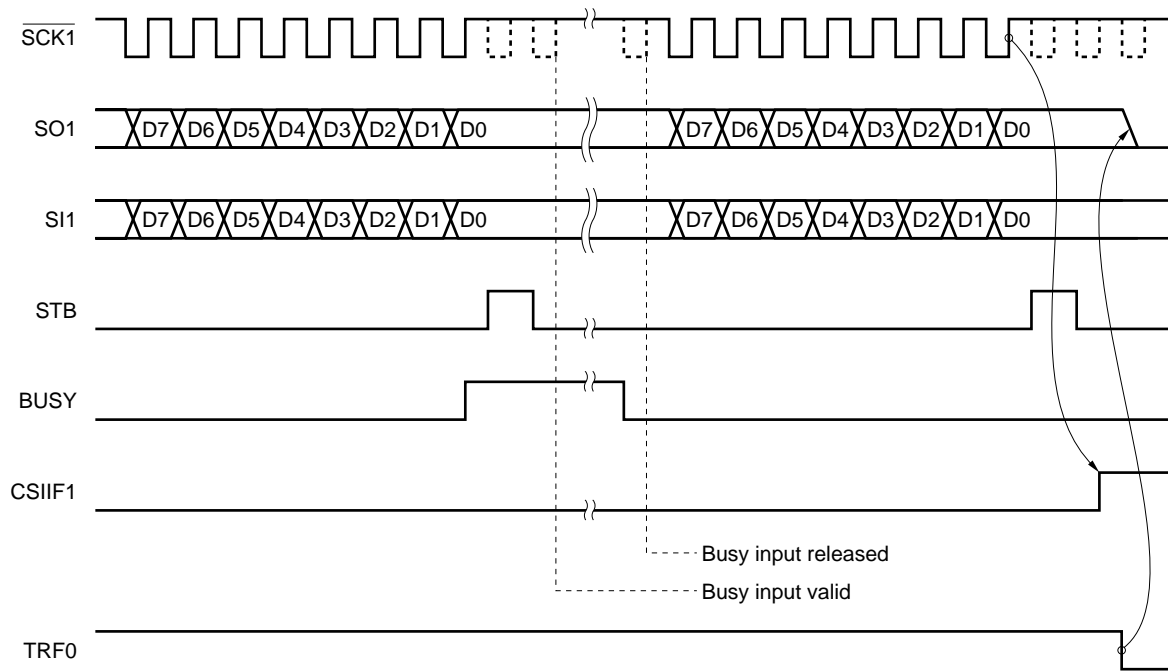 SCK1
SO1
D7 D6 D5 D4 D3 D2 D1 D0
D7 D6 D5 D4 D3 D2 D1 D0
SI1
D7 D6 D5 D4 D3 D2 D1 D0
D7 D6 D5 D4 D3 D2 D1 D0
STB
BUSY
CSIIF1
Busy input released
Busy input valid
TRF0